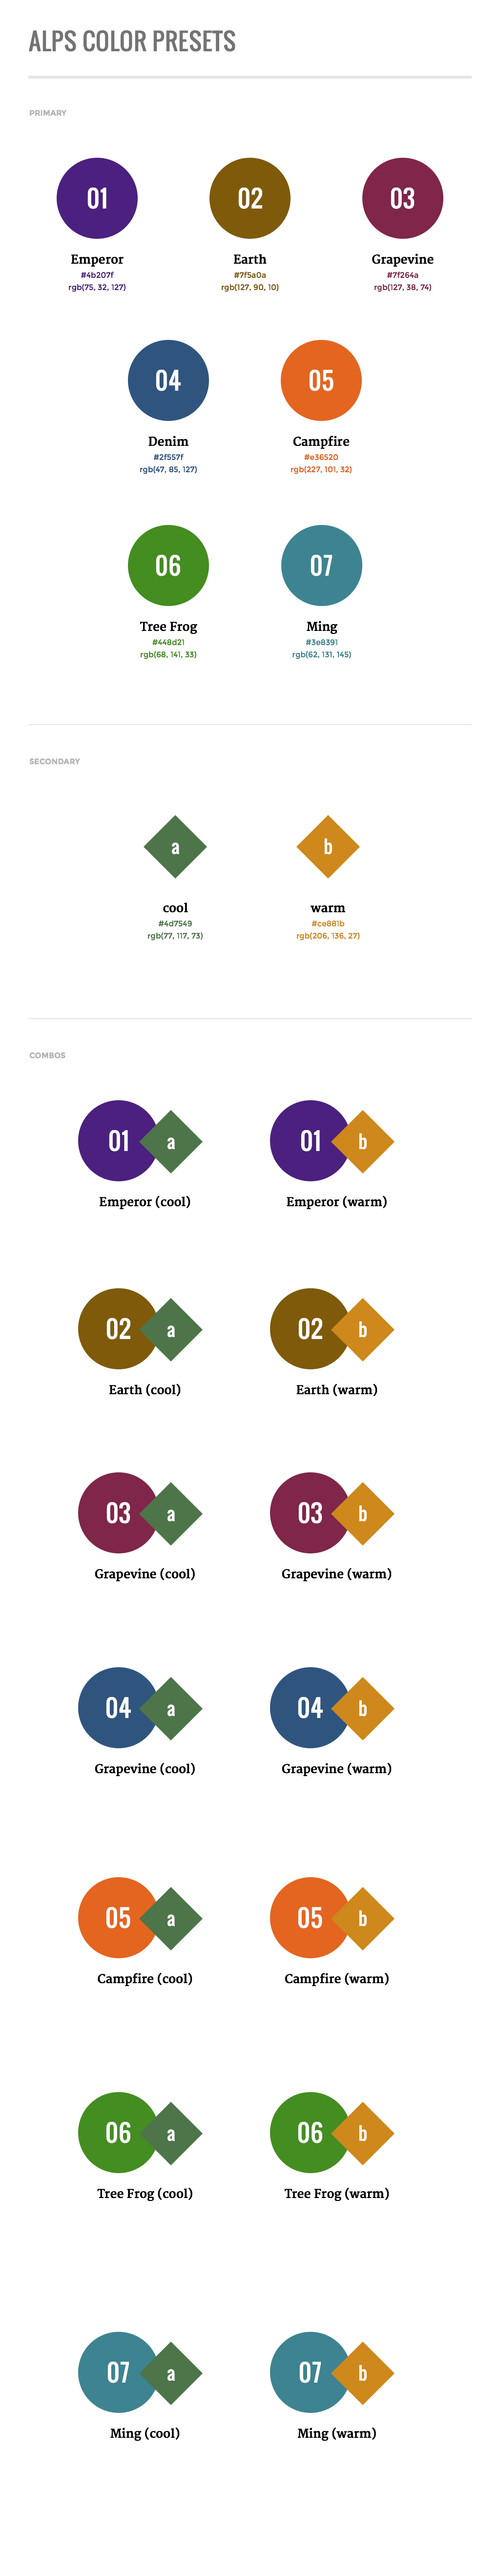 ALPS COLOR PRESETS
PRIMARY
01
02
03
Emperor
Earth
Grapevine
#4b207f
#7f5a0a
#7f264a
rgb(75, 32, 127)
rgb(127, 90, 10)
rgb(127, 38, 74)
04
05
Denim
Campfire
#2f557f
#e36520
rgb(47, 85, 127)
rgb(227, 101, 32)
06
07
Tree Frog
Ming
#448d21
#3e8391
rgb(68, 141, 33)
rgb(62, 131, 145)
SECONDARY
a
b
cool
warm
#4d7549
#ce881b
rgb(77, 117, 73)
rgb(206, 136, 27)
COMBOS
01 a
01 b
Emperor (cool)
Emperor (warm)
02 a
02 b
Earth (cool)
Earth (warm)
03 a
03 b
Grapevine (cool)
Grapevine (warm)
04 a
04 b
Grapevine (cool)
Grapevine (warm)
05 a
05 b
Campfire (cool)
Campfire (warm)
06 a
06 b
Tree Frog (cool)
Tree Frog (warm)
07 a
07 b
Ming (cool)
Ming (warm)